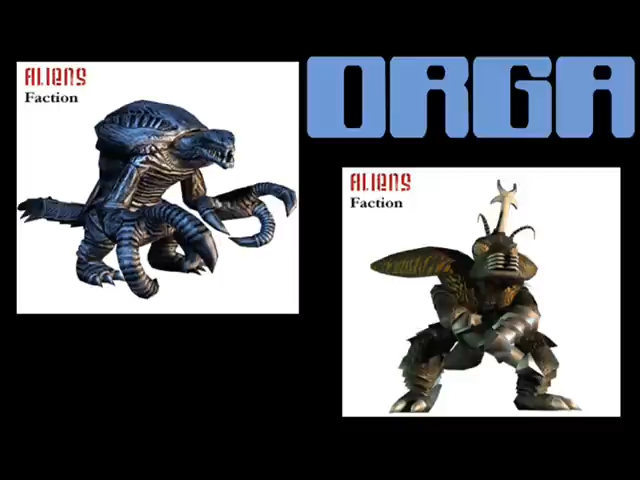 ALIENS
Faction
ORGA
ALIENS
Faction